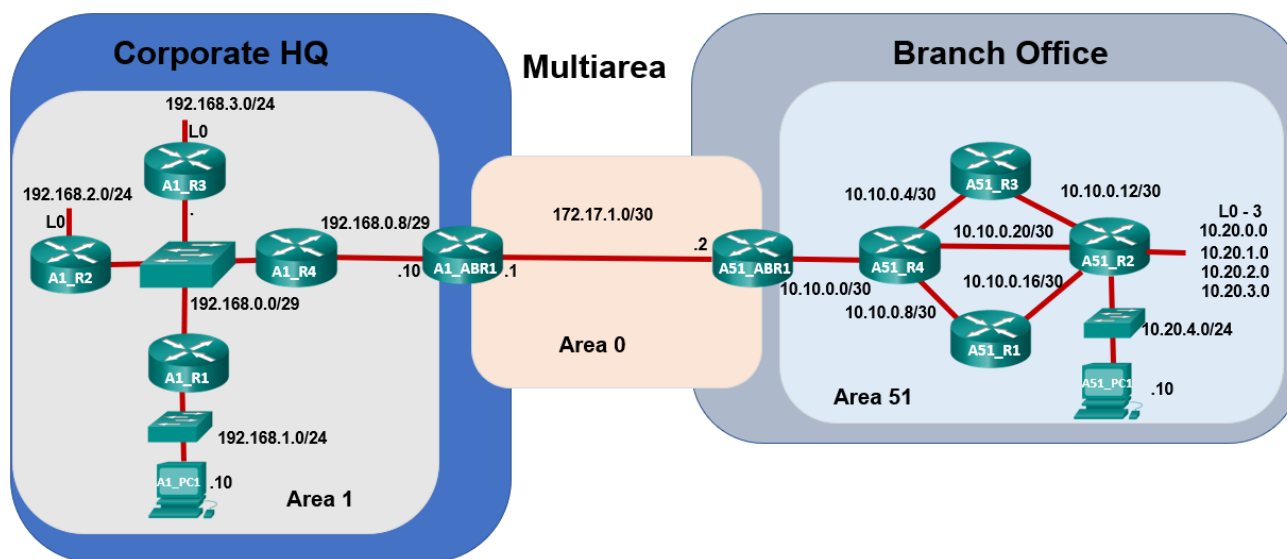 Corporate HQ
Multiarea
Branch Office
192.168.3.0/24
L0
A1_R3
192.168.2.0/24
L0
.
A1_R2
192.168.0.8/29
A1_R4
.10
A1_ABR1
.1
192.168.0.0/29
A1_R1
192.168.1.0/24
A1_PC1
.10
Area 1
172.17.1.0/30
.2
A51_ABR1
Area 0
10.10.0.4/30
A51_R3
10.10.0.12/30
10.10.0.20/30
A51_R4
A51_R2
10.10.0.0/30
10.10.0.16/30
10.10.0.8/30
A51_R1
L0 - 3
10.20.0.0
10.20.1.0
10.20.2.0
10.20.3.0
10.20.4.0/24
A51_PC1
.10
Area 51